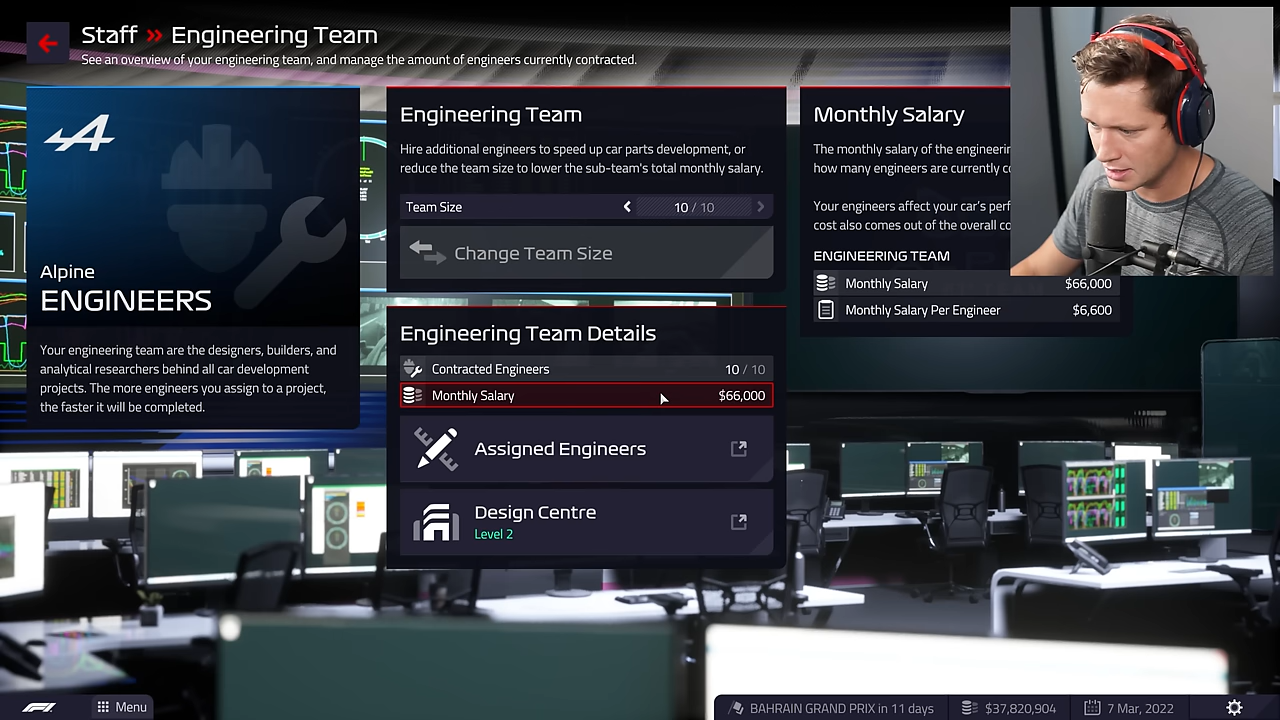 Staff » Engineering Team
See an overview of your engineering team, and manage the amount of engineers currently contracted.
Alpine
ENGINEERS
Your engineering team are the designers, builders, and
analytical researchers behind all car development
projects. The more engineers you assign to a project,
the faster it will be completed.
Engineering Team
Hire additional engineers to speed up car parts development, or
reduce the team size to lower the sub-team's total monthly salary.
Team Size 10 / 10
Change Team Size
Engineering Team Details
Contracted Engineers 10 / 10
Monthly Salary $66,000
Assigned Engineers
Design Centre
Level 2
Monthly Salary
The monthly salary of the
how many engineers are currently
Your engineers affect your car's
cost also comes out of the overall
ENGINEERING TEAM
Monthly Salary $66,000
Monthly Salary Per Engineer $6,600
Menu
BAHRAIN GRAND PRIX in 11 days
$37,820,904
7 Mar, 2022